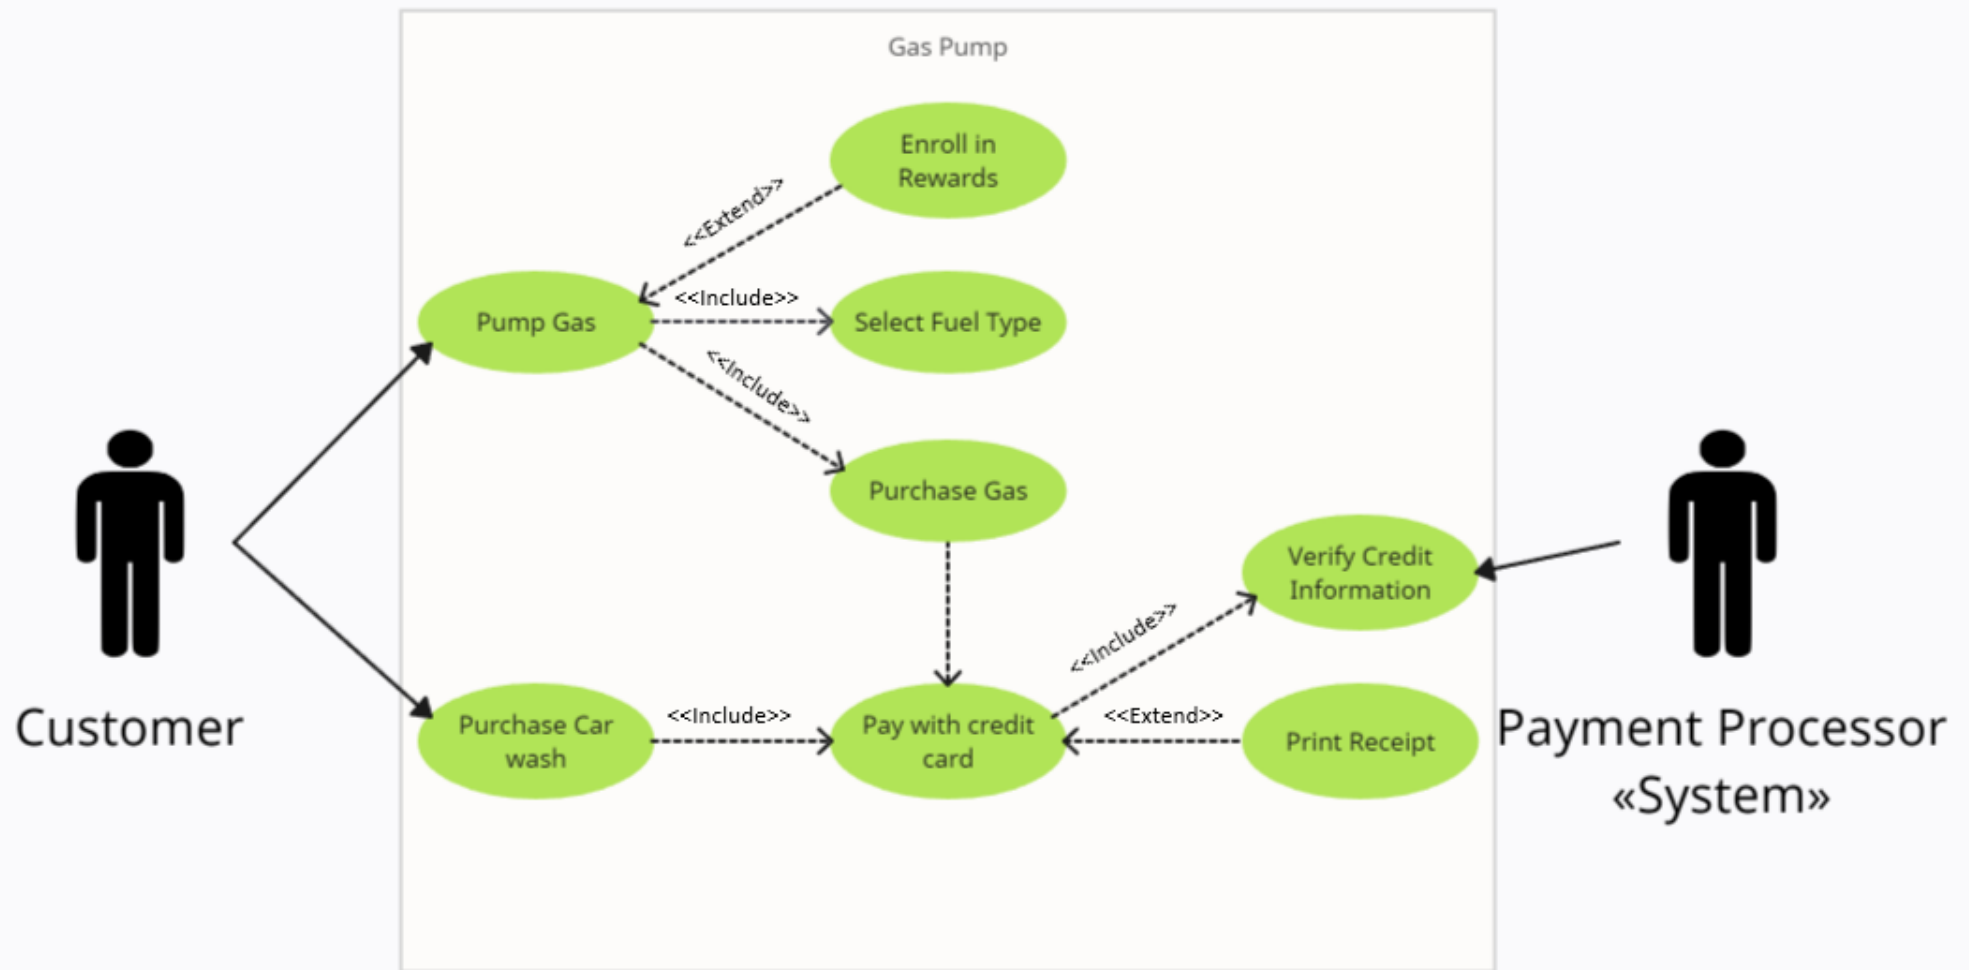 Gas Pump
Enroll in
Rewards
<<Extend>>
<<Include>>
Pump Gas
Select Fuel Type
<<Include>>
Purchase Gas
Verify Credit
Information
<<Include>>
Customer
Purchase Car
wash
<<Include>>
Pay with credit
card
<<Extend>>
Print Receipt
Payment Processor
«System»